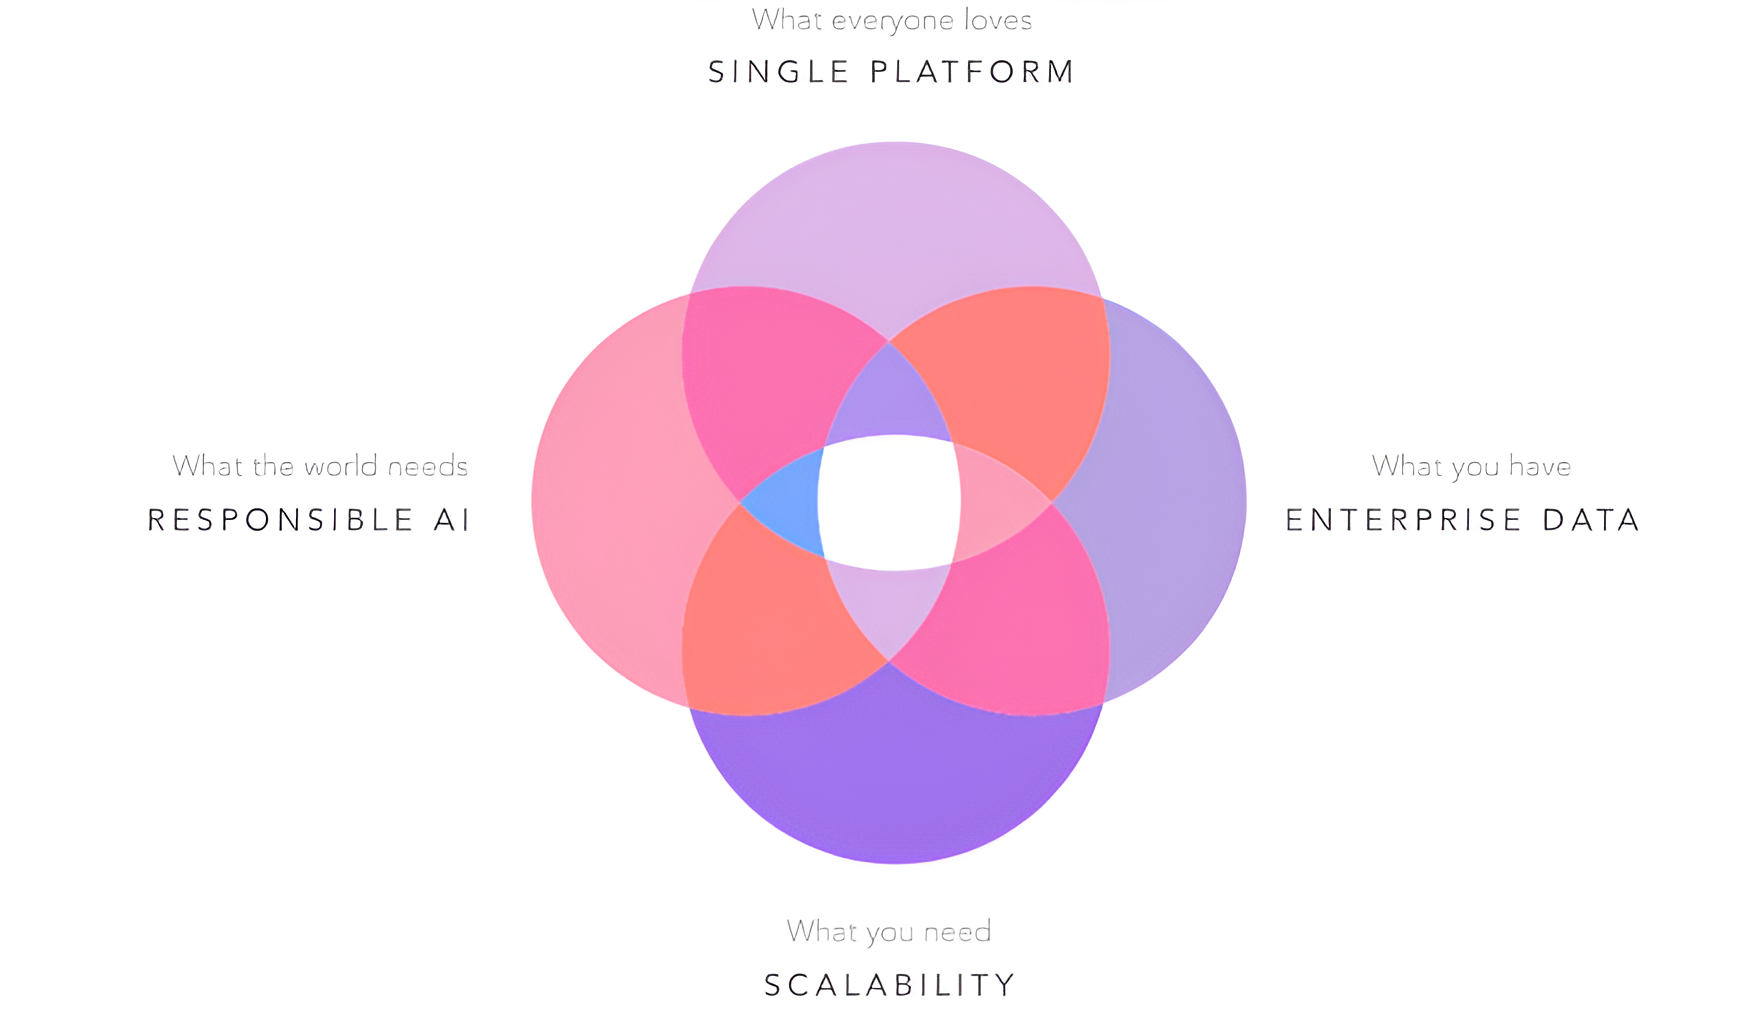 What everyone loves
SINGLE PLATFORM
What the world needs
RESPONSIBLE AI
What you have
ENTERPRISE DATA
What you need
SCALABILITY